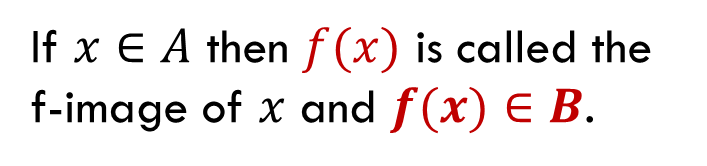 If x ∈ A then f(x) is called the
f-image of x and f(x) ∈ B.